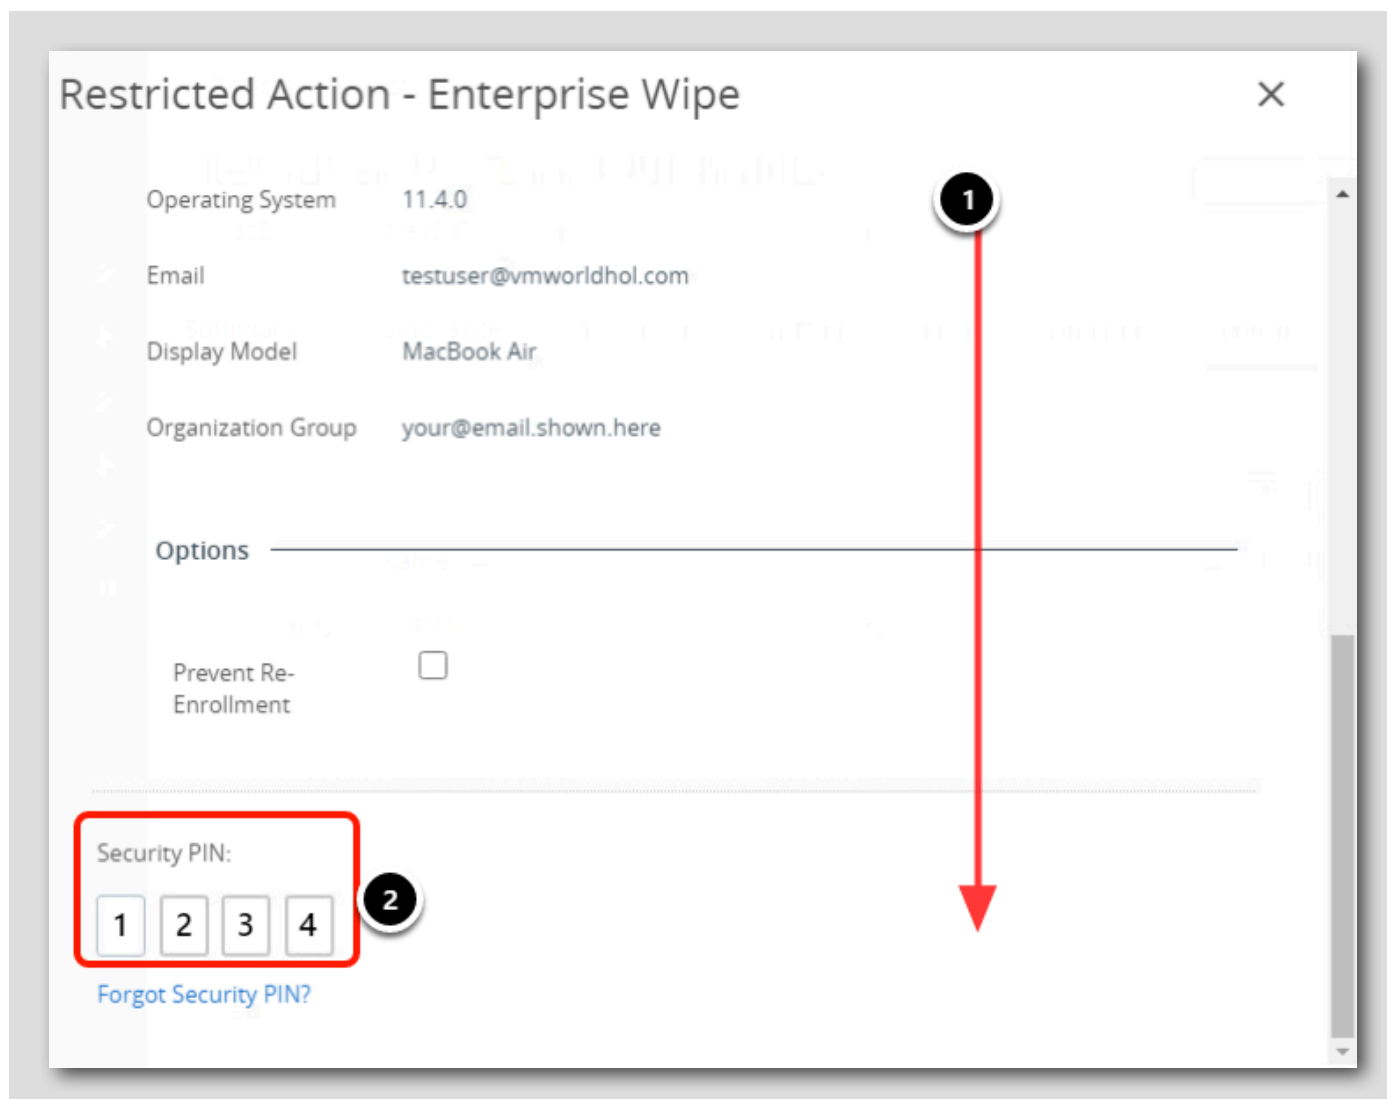 Restricted Action - Enterprise Wipe
Operating System 11.4.0
1
Email testuser@vmworldhol.com
Display Model MacBook Air
Organization Group your@email.shown.here
Options
Prevent Re-
Enrollment
Security PIN:
2
1 2 3 4
Forgot Security PIN?